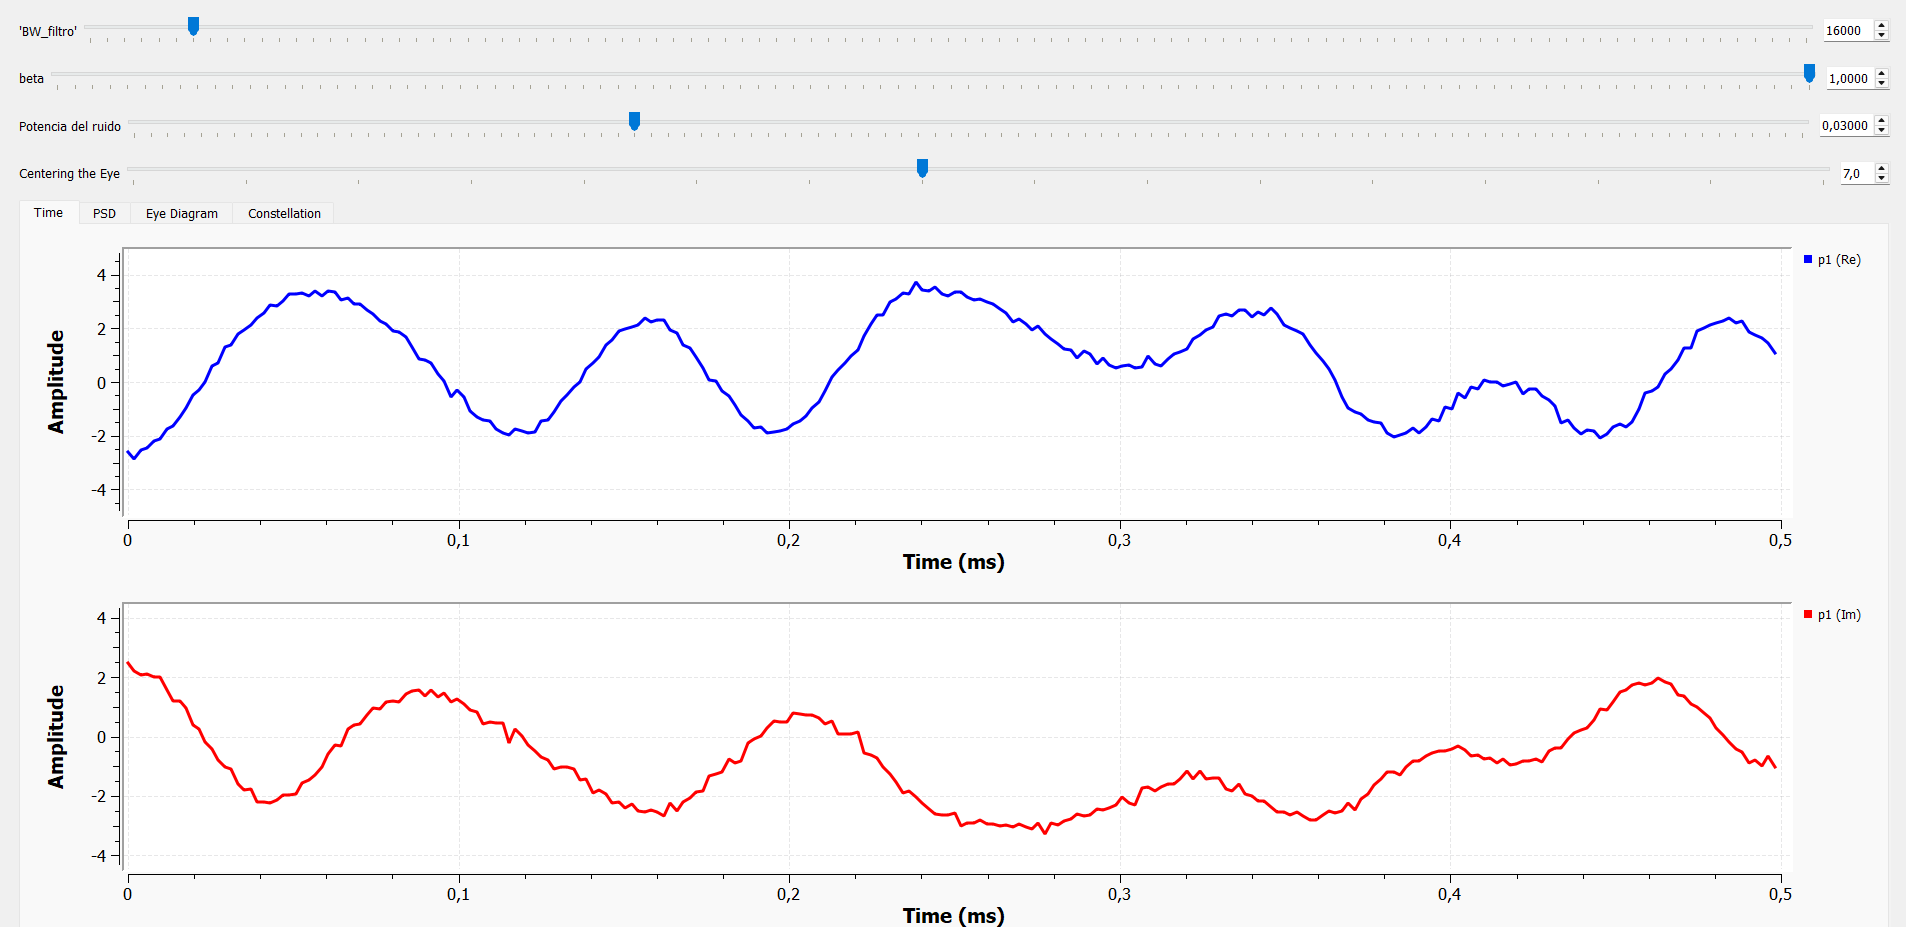 'BW_filtro' 16000
beta 1,0000
Potencia del ruido 0,03000
Centering the Eye 7,0
Time PSD Eye Diagram Constellation
p1 (Re)
4
2
0
-2
-4
Amplitude
0 0,1 0,2 0,3 0,4 0,5
Time (ms)
p1 (Im)
4
2
0
-2
-4
Amplitude
0 0,1 0,2 0,3 0,4 0,5
Time (ms)